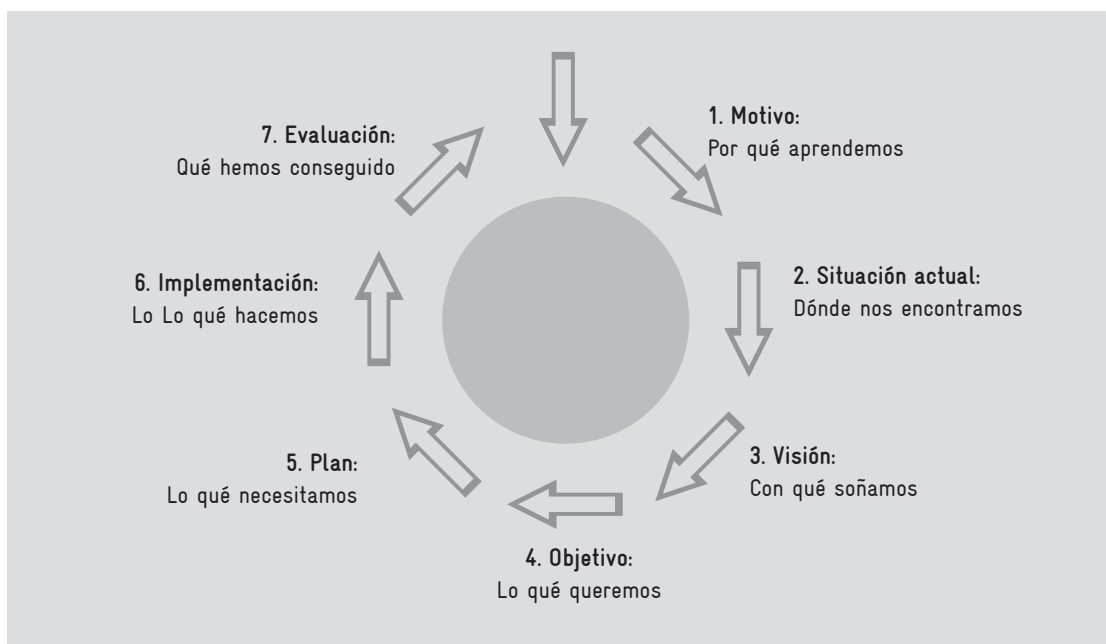 1. Motivo:
Por qué aprendemos
2. Situación actual:
Dónde nos encontramos
3. Visión:
Con qué soñamos
4. Objetivo:
Lo qué queremos
5. Plan:
Lo qué necesitamos
6. Implementación:
Lo Lo qué hacemos
7. Evaluación:
Qué hemos conseguido